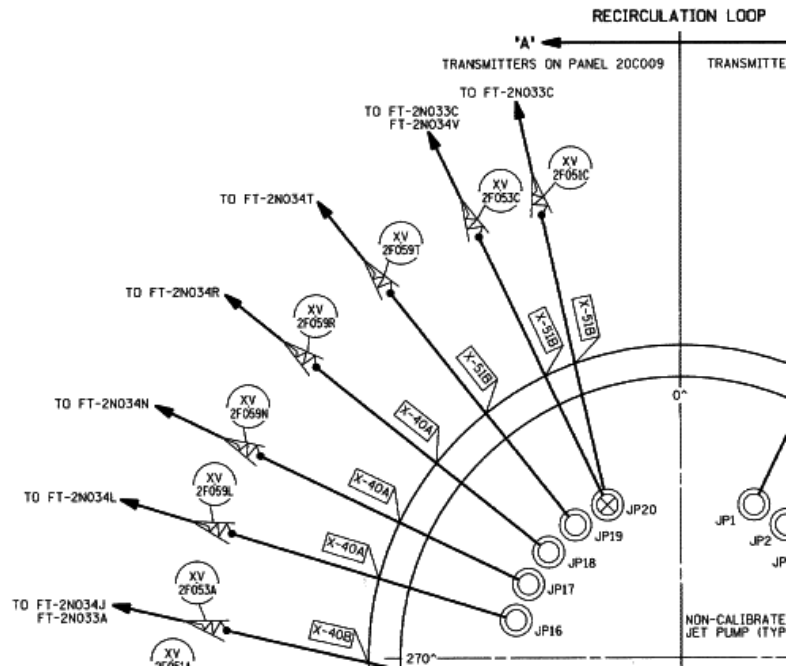 RECIRCULATION LOOP
'A'
TRANSMITTERS ON PANEL 20C009
TRANSMITTE
TO FT-2N033C
TO FT-2N033C
FT-2N034V
XV
2F051C
XV
2F053C
TO FT-2N034T
XV
2F059T
TO FT-2N034R
XV
2F059R
X-51B
X-51B
X-51B
TO FT-2N034N
XV
2F059N
X-40A
0^
TO FT-2N034L
XV
2F059L
X-40A
JP20
JP1
JP19
JP2
X-40A
JP18
JP
JP17
XV
2F053A
TO FT-2N034J
FT-2N033A
JP16
NON-CALIBRATE
JET PUMP (TYP
X-40B
XV
2F051A
270^